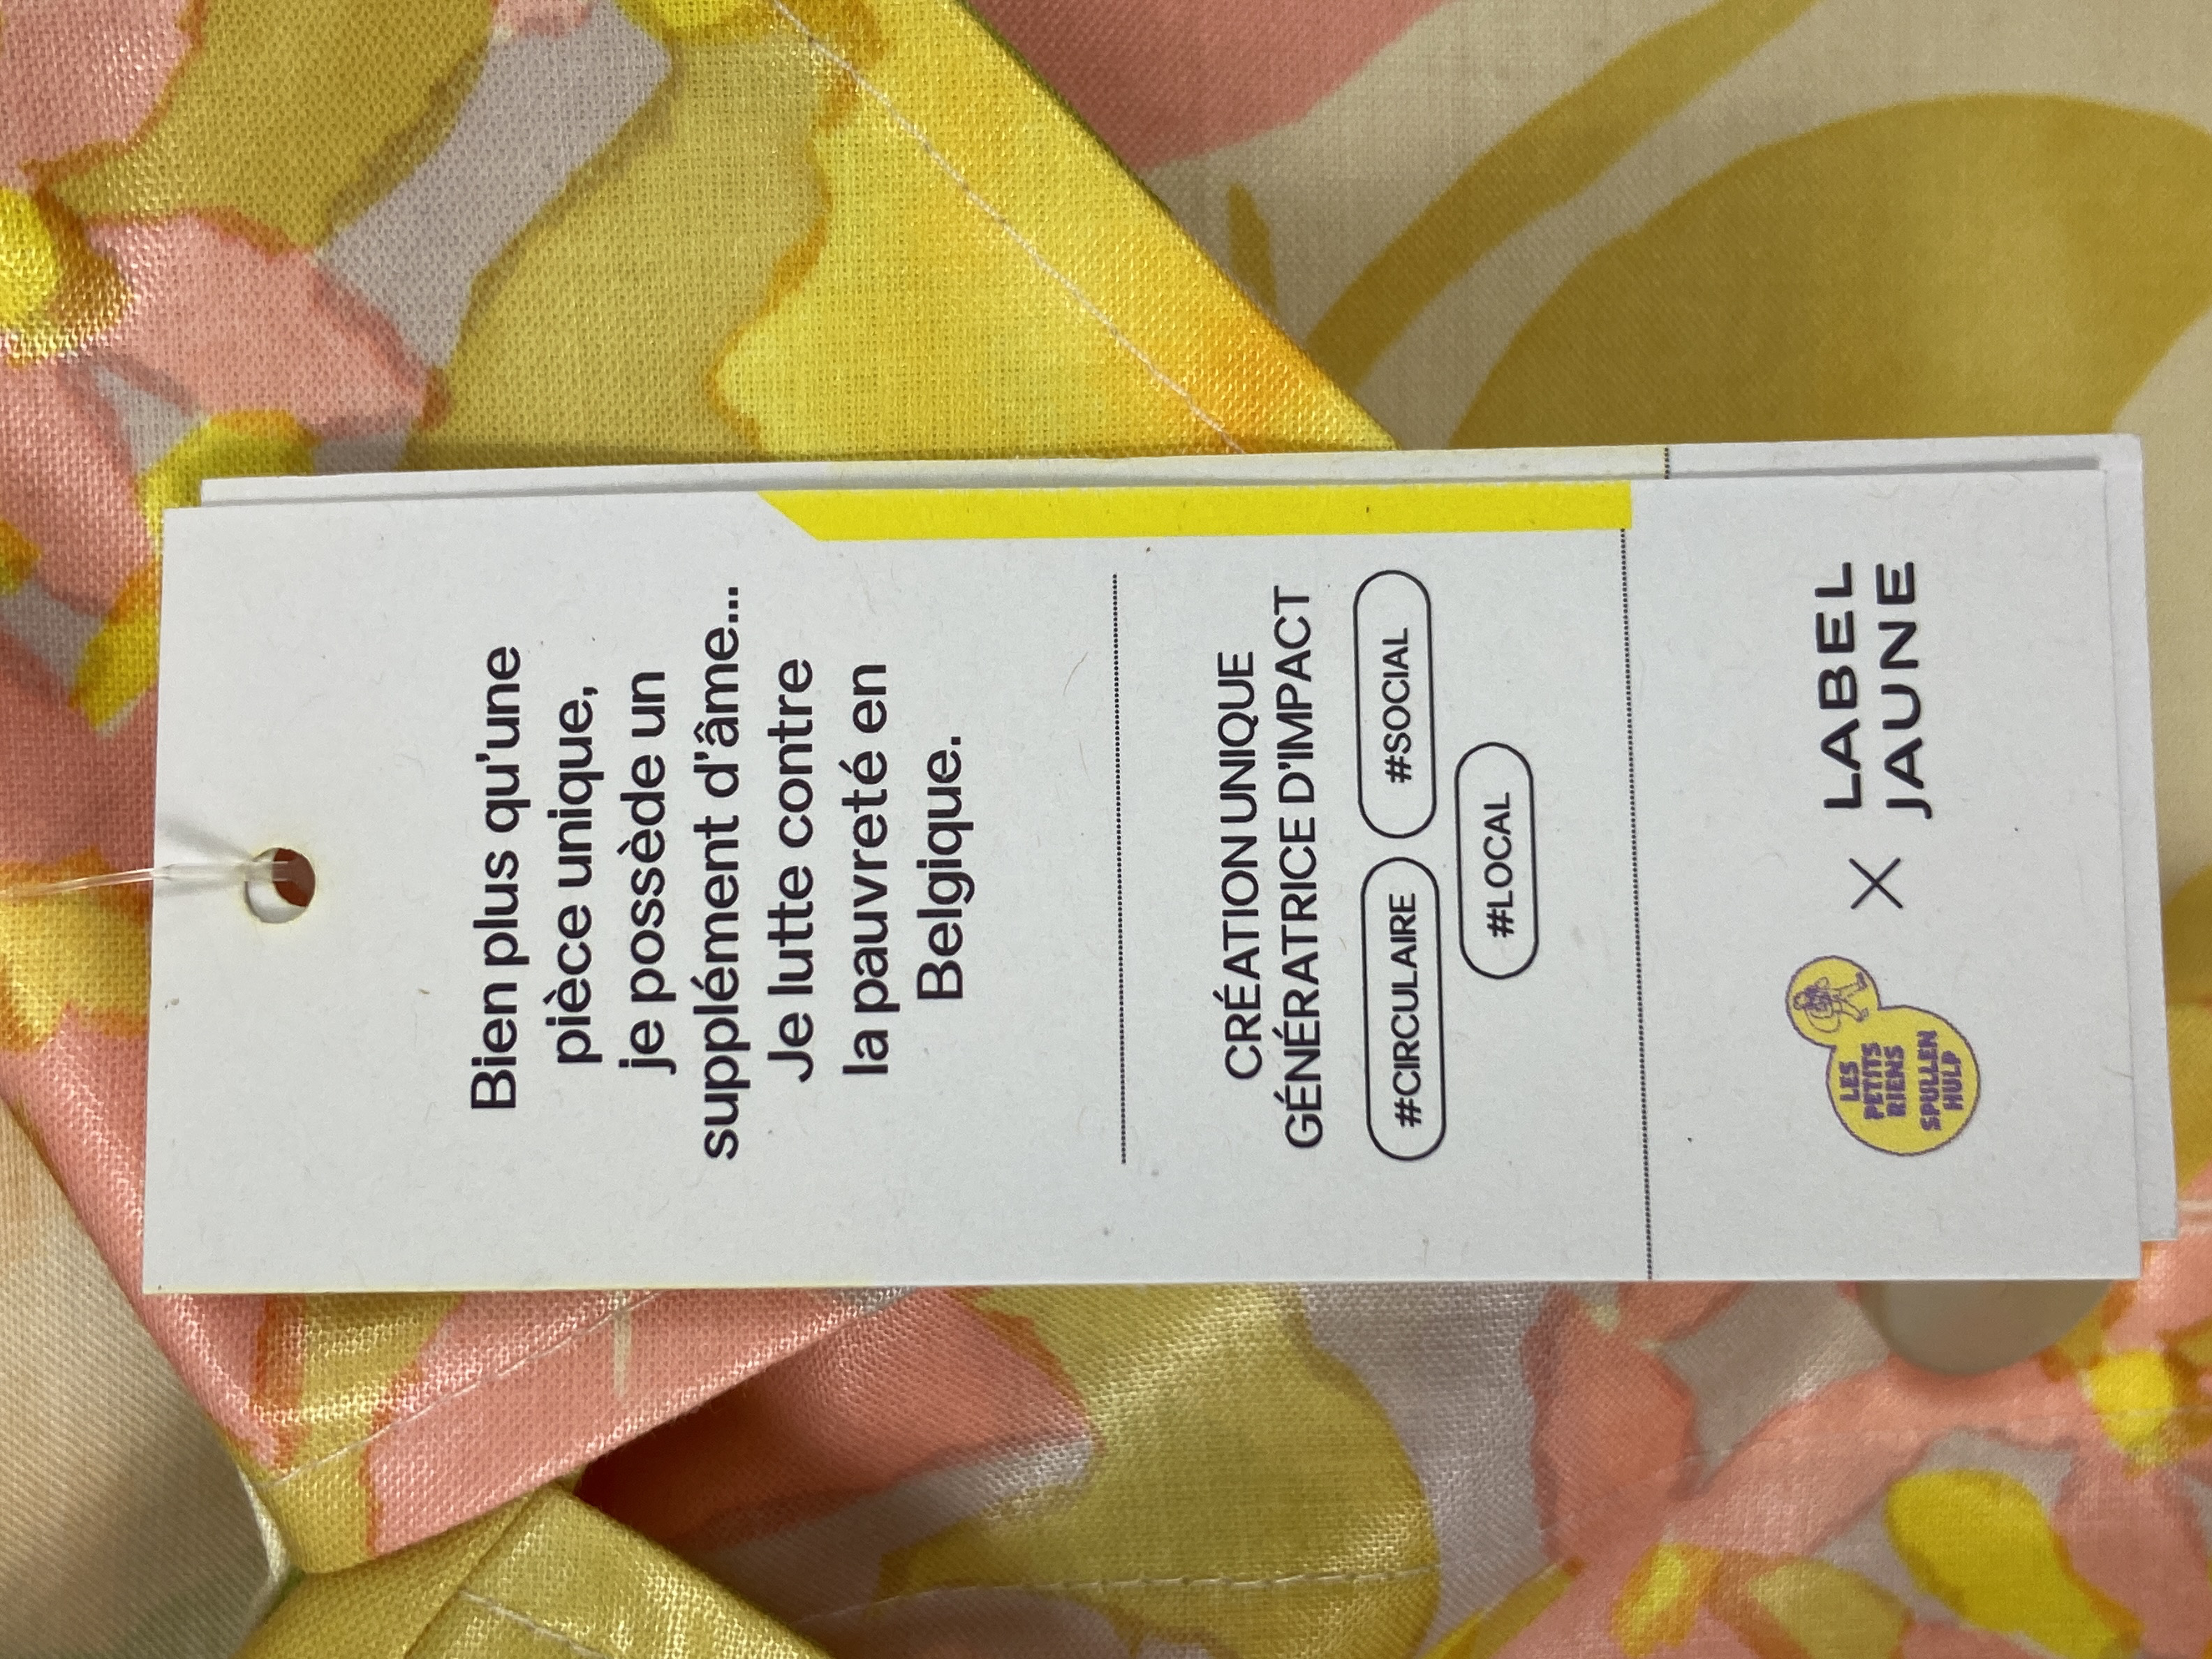 Bien plus qu'une
pièce unique,
je possède un
supplément d'âme...
Je lutte contre
la pauvreté en
Belgique.
CRÉATION UNIQUE
GÉNÉRATRICE D'IMPACT
#CIRCULAIRE #SOCIAL
#LOCAL
LES
PETITS
RIENS
SPULLEN
HULP
X
LABEL
JAUNE